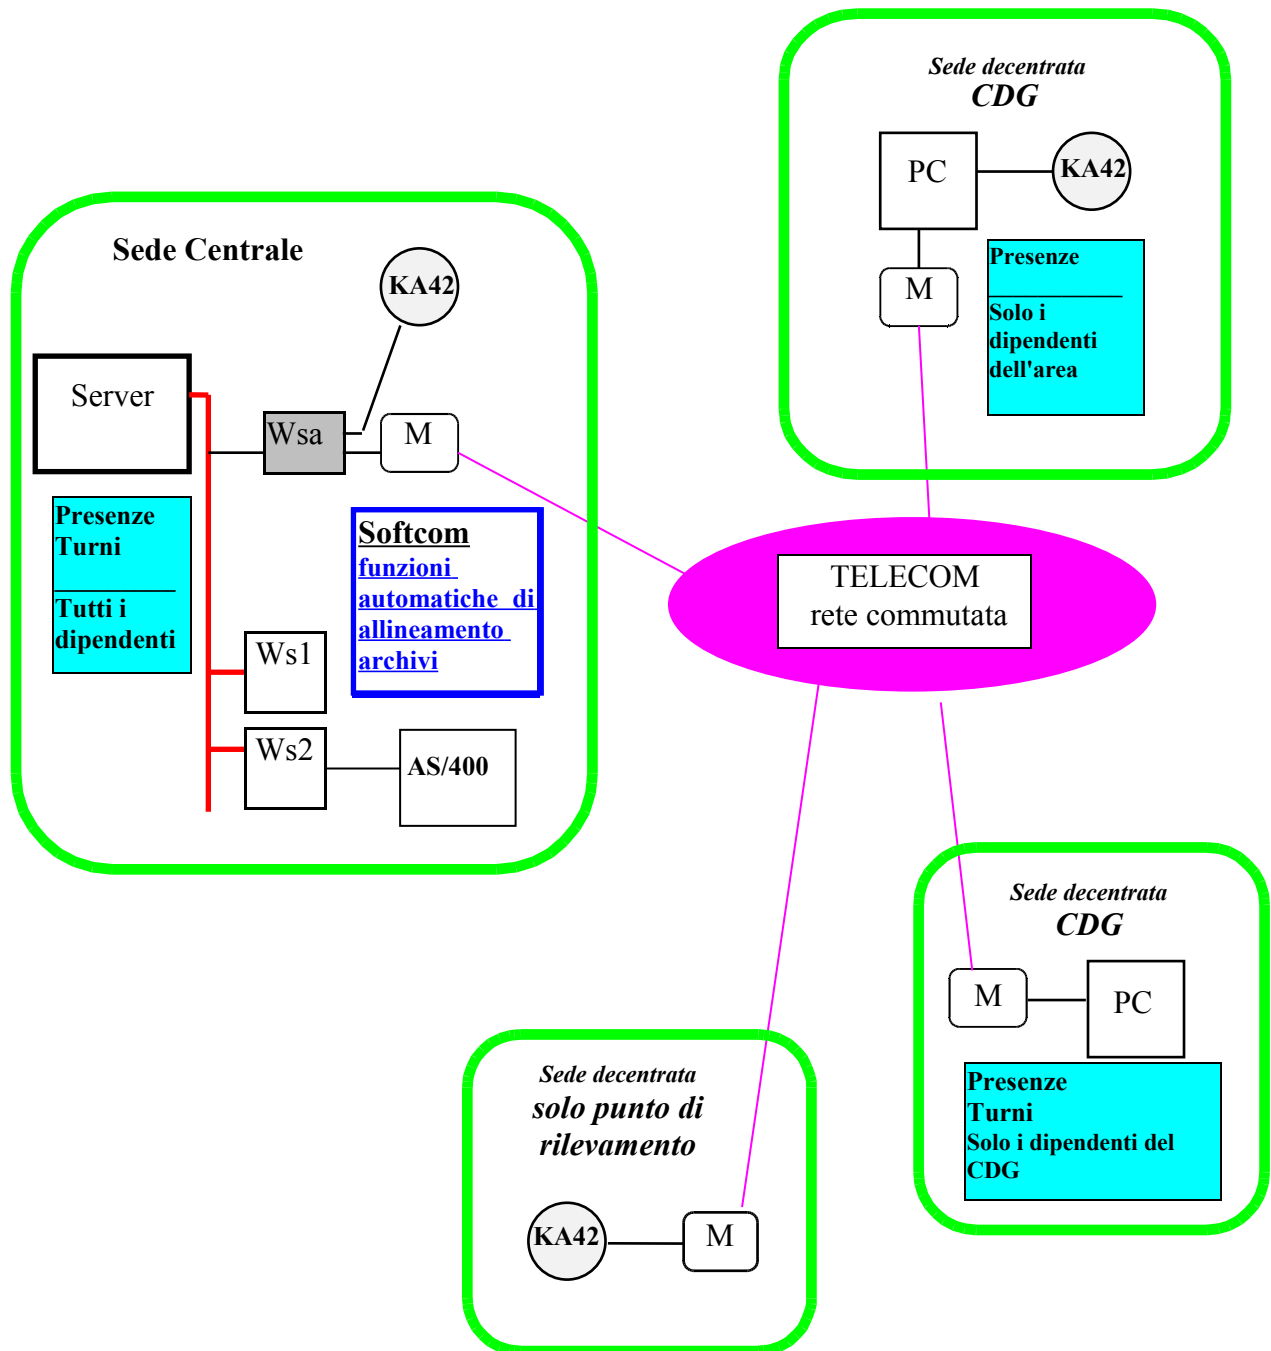 Sede decentrata
CDG
PC
KA42
M
Presenze
Solo i
dipendenti
dell'area
Sede Centrale
KA42
Server
Wsa
M
Presenze
Turni
Tutti i
dipendenti
Softcom
funzioni
automatiche di
allineamento
archivi
Ws1
Ws2
AS/400
TELECOM
rete commutata
Sede decentrata
CDG
M
PC
Presenze
Turni
Solo i dipendenti del
CDG
Sede decentrata
solo punto di
rilevamento
KA42
M